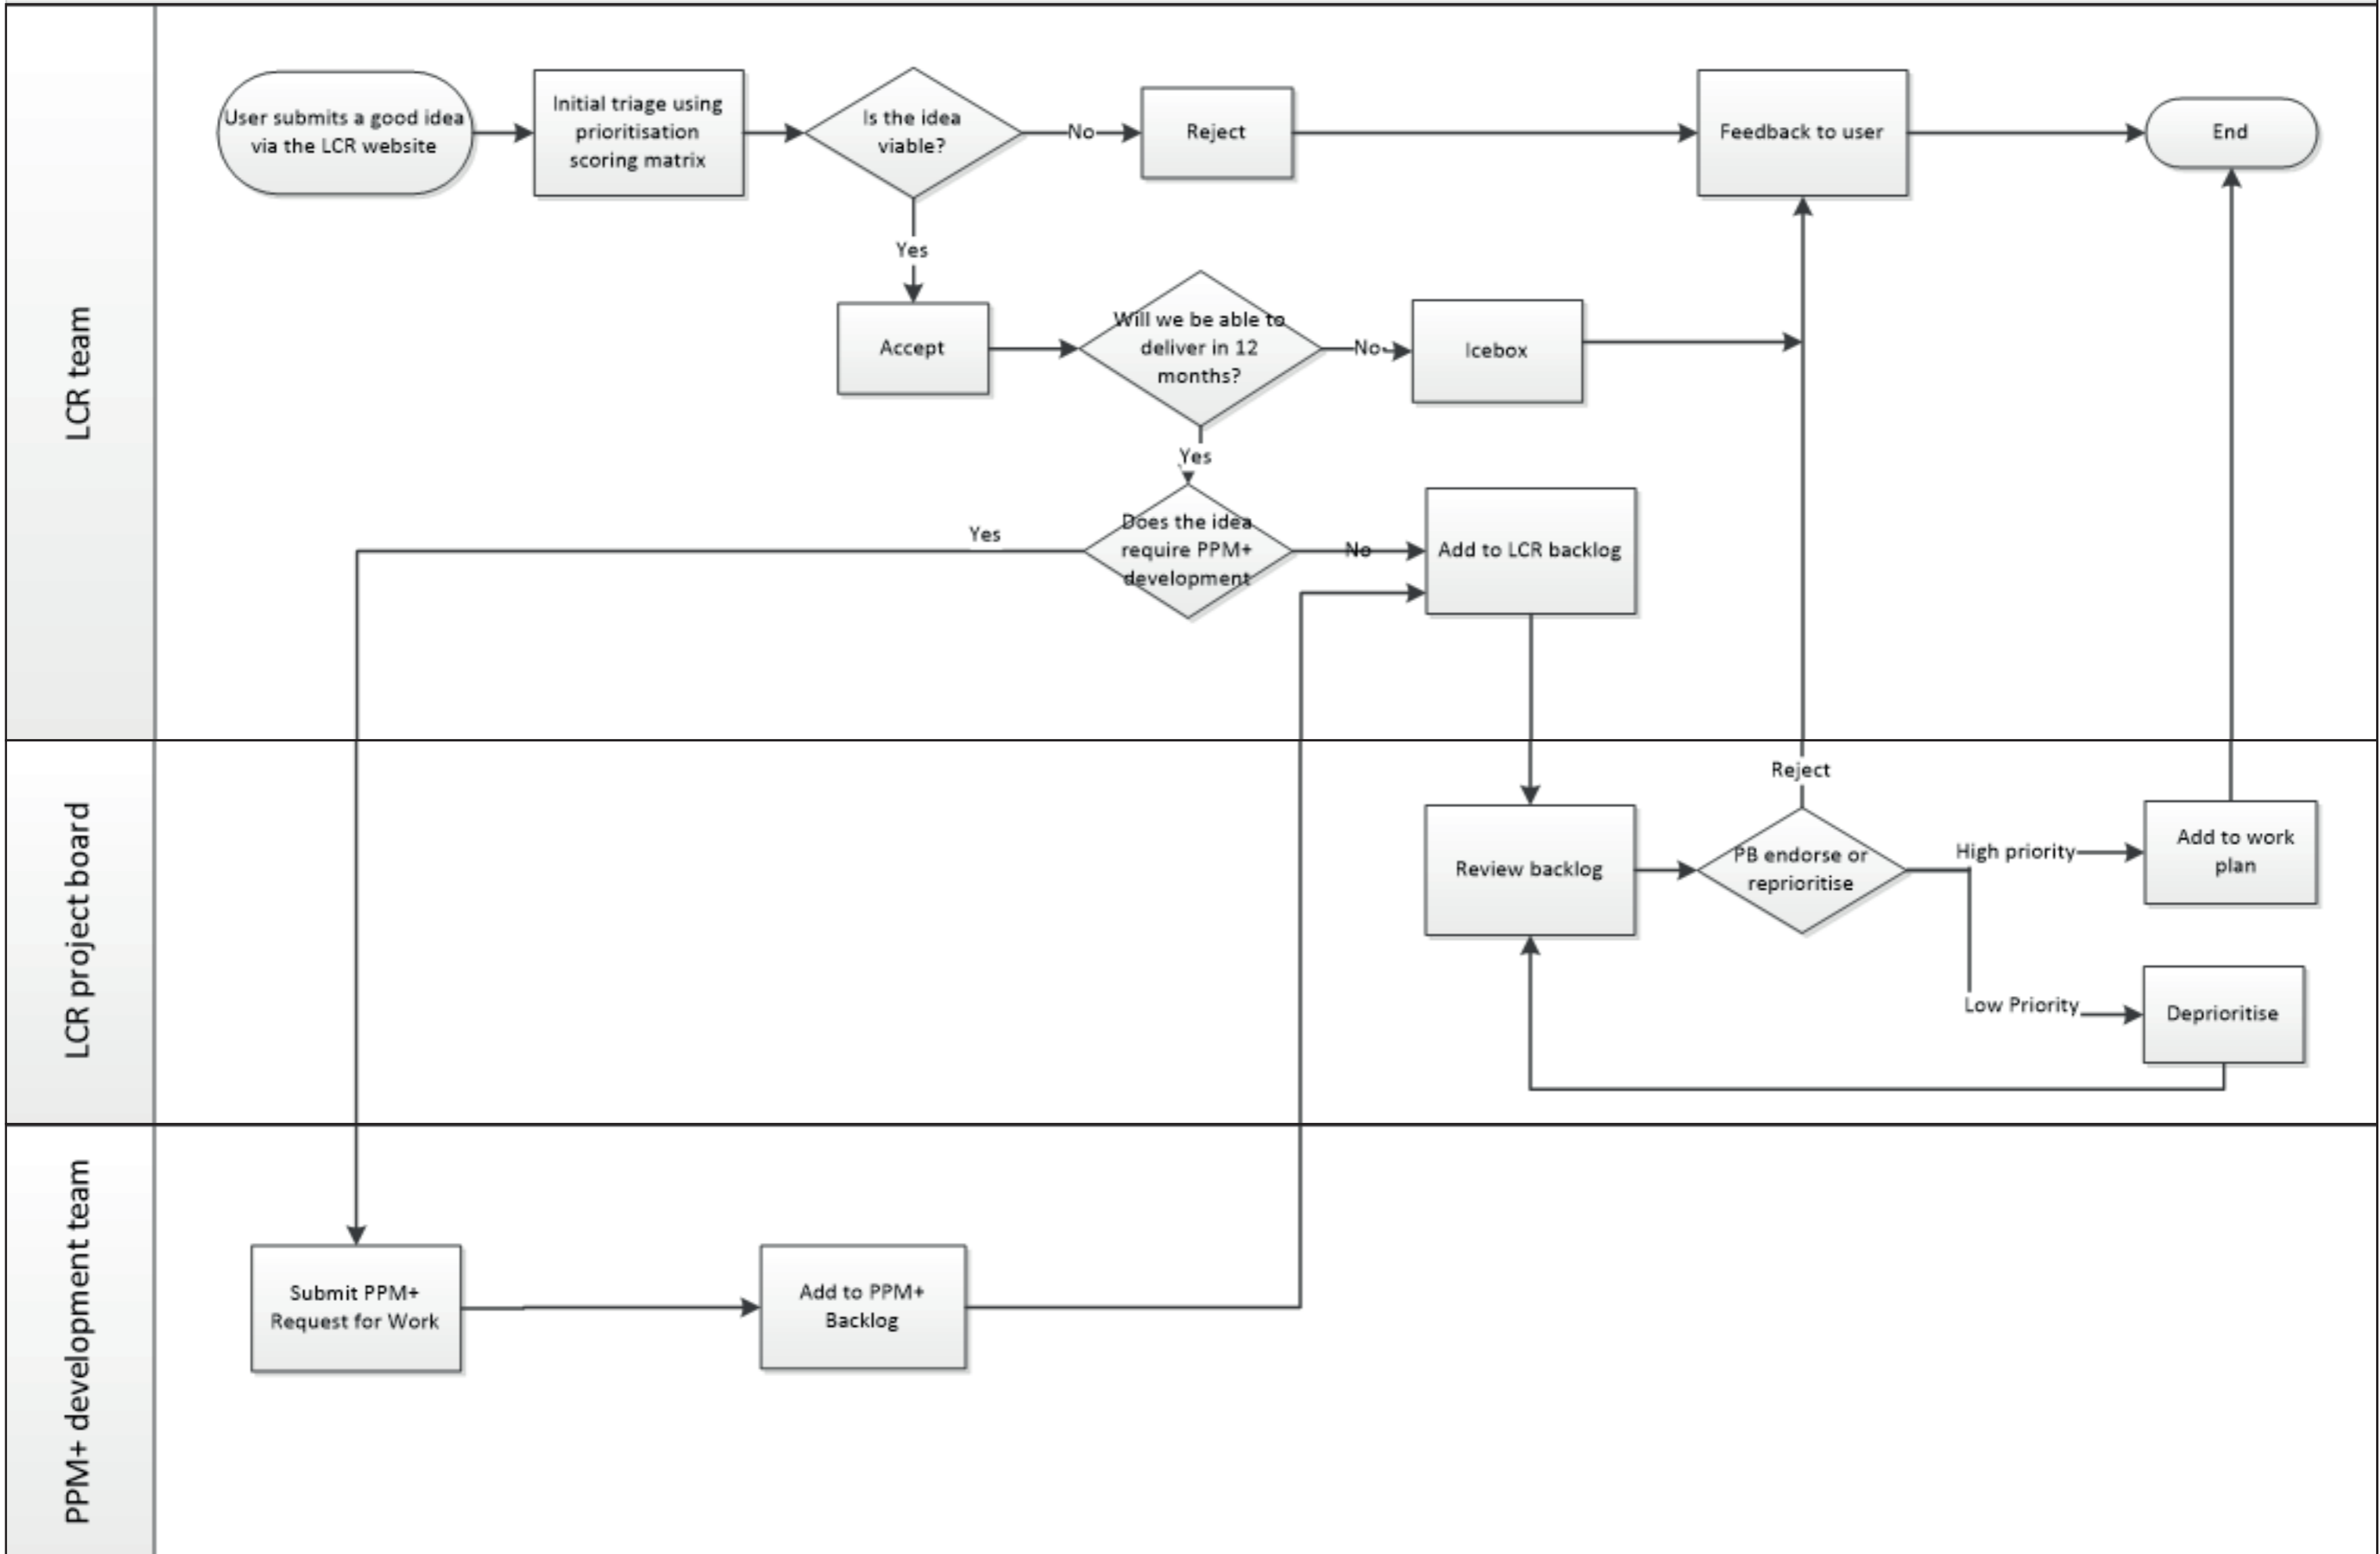 LCR team
User submits a good idea
via the LCR website
Initial triage using
prioritisation
scoring matrix
Is the idea
viable?
No
Reject
Feedback to user
End
Yes
Accept
Will we be able to
deliver in 12
months?
No
Icebox
Yes
Does the idea
require PPM+
development
Yes
No
Add to LCR backlog
LCR project board
Reject
Review backlog
PB endorse or
reprioritise
High priority
Add to work
plan
Low Priority
Deprioritise
PPM+ development team
Submit PPM+
Request for Work
Add to PPM+
Backlog